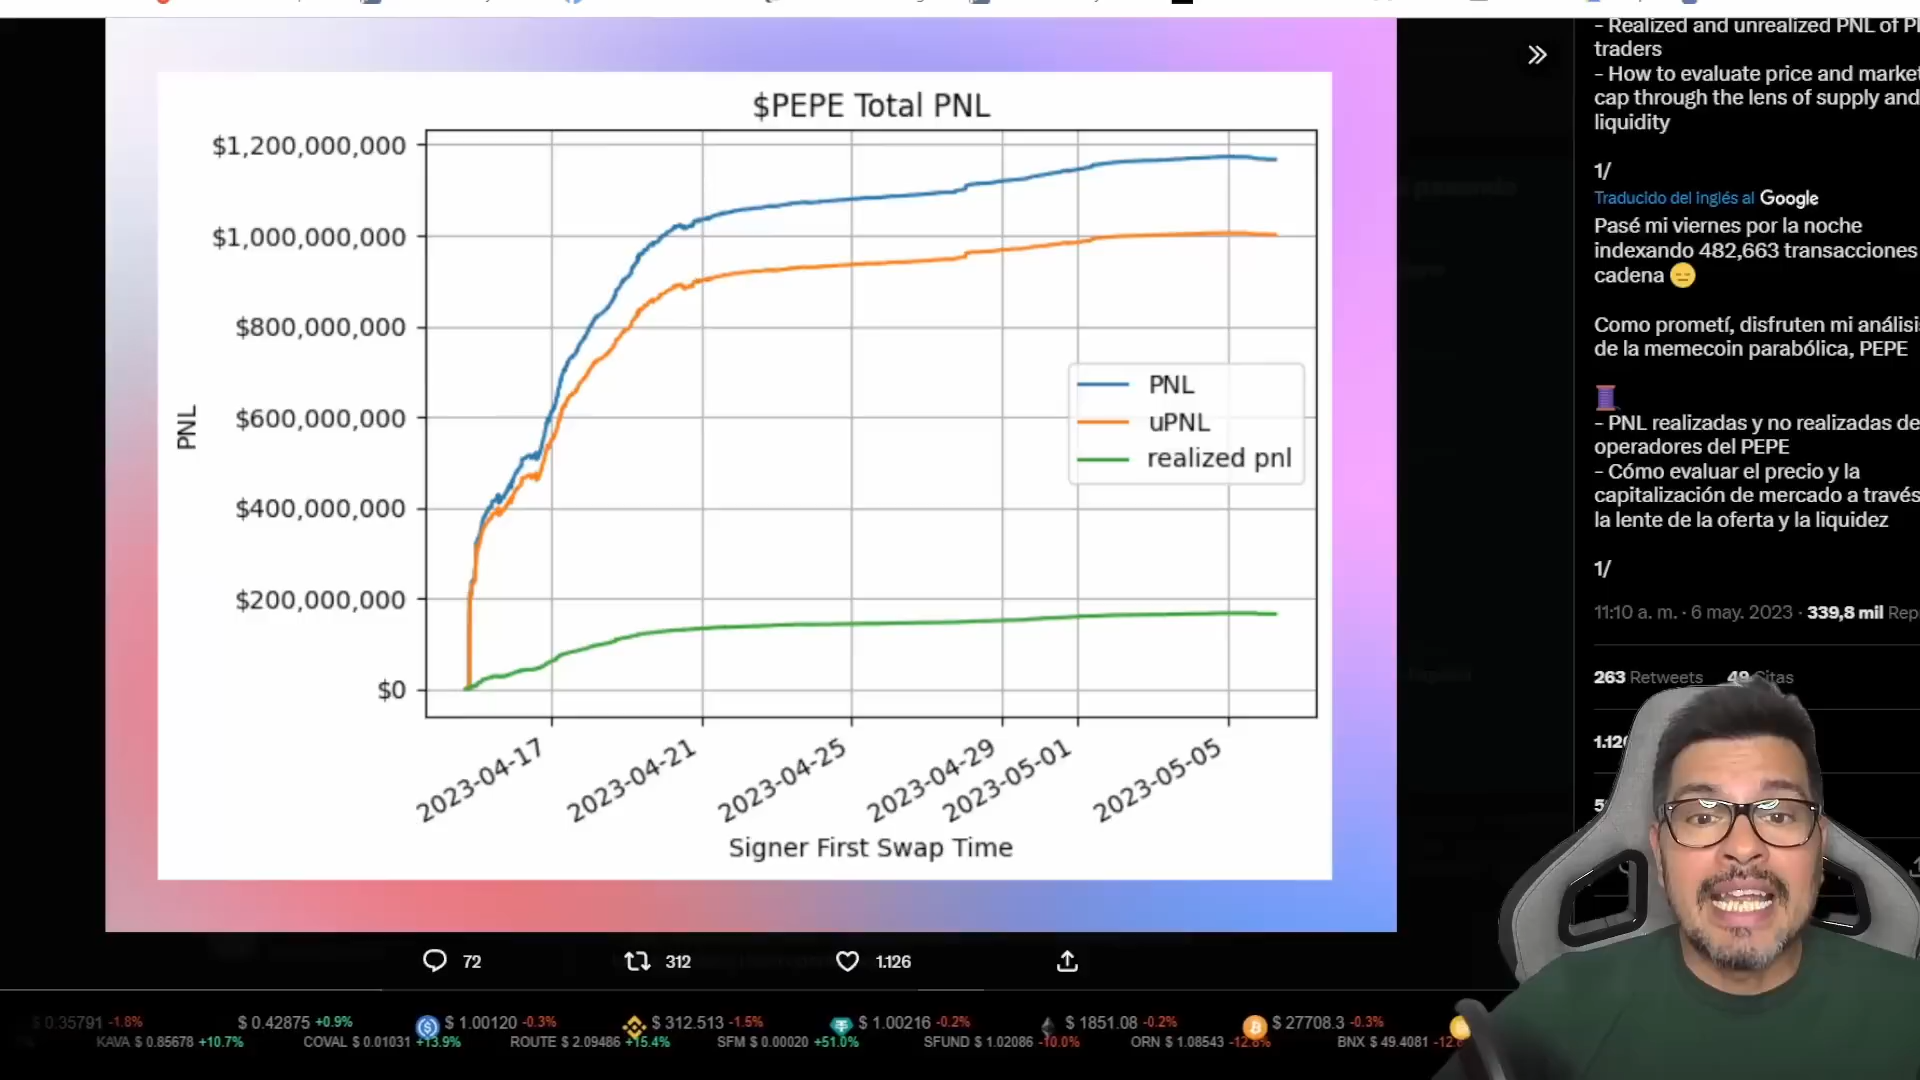 - Realized and unrealized PNL of
traders
- How to evaluate price and market
cap through the lens of supply and
liquidity
1/
Traducido del inglés al Google
Pasé mi viernes por la noche
indexando 482,663 transacciones
cadena 😑
Como prometí, disfruten mi análisis
de la memecoin parabólica, PEPE
🧵
- PNL realizadas y no realizadas de
operadores del PEPE
- Cómo evaluar el precio y la
capitalización de mercado a través
la lente de la oferta y la liquidez
1/
11:10 a. m. · 6 may. 2023 · 339,8 mil
263 Retweets 49 Citas
$PEPE Total PNL
$1,200,000,000
$1,000,000,000
$800,000,000
$600,000,000
$400,000,000
$200,000,000
$0
PNL
PNL
uPNL
realized pnl
2023-04-17
2023-04-21
2023-04-25
2023-04-29
2023-05-01
2023-05-05
Signer First Swap Time
72 312 1.126
$ 0.35791 -1.8% $ 0.42875 +0.9% $ 1.00120 -0.3% $ 312.513 -1.5% $ 1.00216 -0.2% $ 1851.08 -0.2% $ 27708.3 -0.3%
KAVA $ 0.85678 +10.7% COVAL $ 0.01031 +13.9% ROUTE $ 2.09486 +15.4% SFM $ 0.00020 +51.0% SFUND $ 1.02086 -10.0% ORN $ 1.08543 BNX $ 49.4081